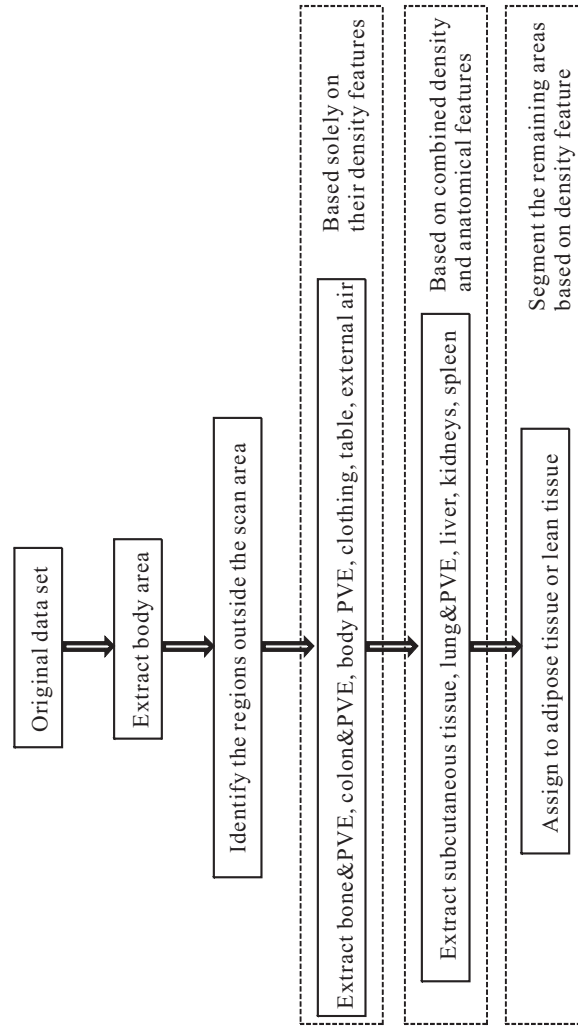 Original data set
Extract body area
Identify the regions outside the scan area
Extract bone&PVE, colon&PVE, body PVE, clothing, table, external air
Based solely on
their density features
Extract subcutaneous tissue, lung&PVE, liver, kidneys, spleen
Based on combined density
and anatomical features
Assign to adipose tissue or lean tissue
Segment the remaining areas
based on density feature